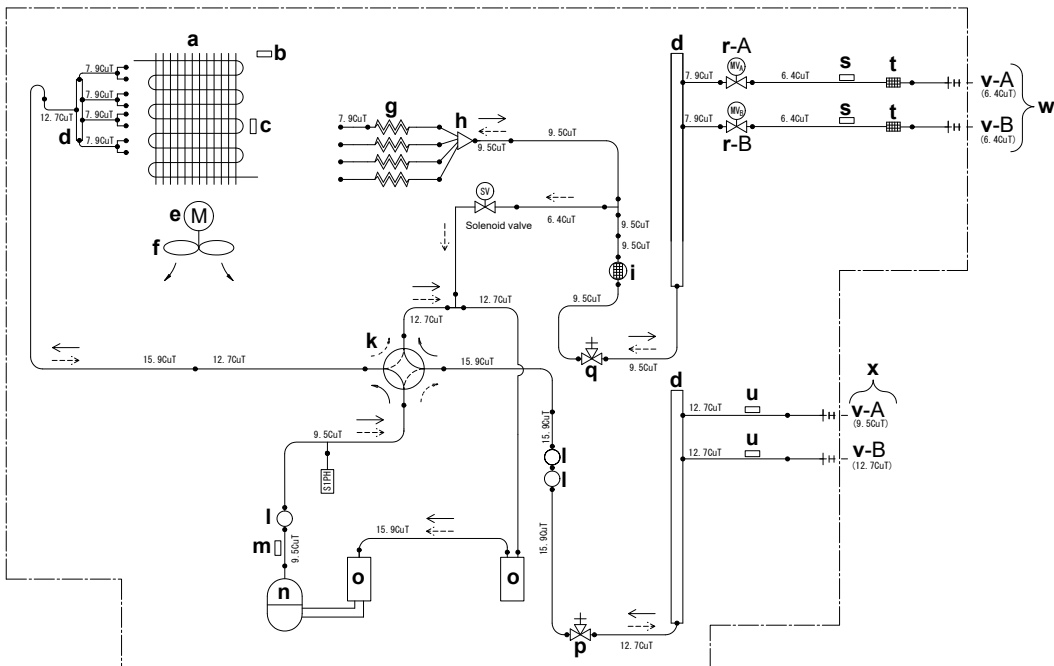 a
b
c
d
7.9CuT
7.9CuT
7.9CuT
7.9CuT
12.7CuT
e
M
f
g
7.9CuT
h
9.5CuT
9.5CuT
SV
Solenoid valve
6.4CuT
9.5CuT
9.5CuT
i
9.5CuT
q
9.5CuT
d
r-A
MVA
7.9CuT
6.4CuT
s
t
v-A
(6.4CuT)
w
MVB
7.9CuT
6.4CuT
s
t
r-B
v-B
(6.4CuT)
12.7CuT
12.7CuT
k
15.9CuT
12.7CuT
15.9CuT
9.5CuT
S1PH
l
m
9.5CuT
n
o
15.9CuT
o
15.9CuT
l
l
15.9CuT
p
12.7CuT
d
12.7CuT
u
x
v-A
(9.5CuT)
12.7CuT
u
v-B
(12.7CuT)